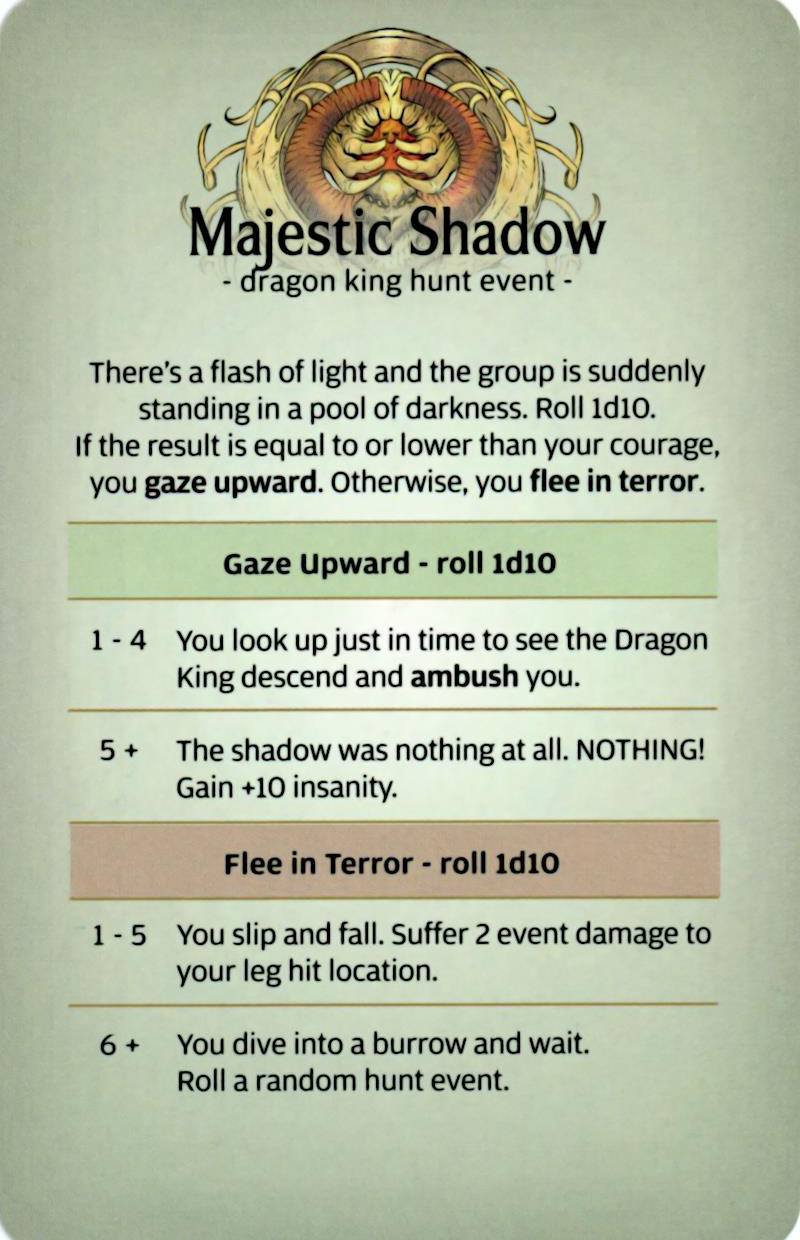 Majestic Shadow
- dragon king hunt event -
There's a flash of light and the group is suddenly
standing in a pool of darkness. Roll 1d10.
If the result is equal to or lower than your courage,
you gaze upward. Otherwise, you flee in terror.
Gaze Upward - roll 1d10
1 - 4 You look up just in time to see the Dragon
King descend and ambush you.
5 + The shadow was nothing at all. NOTHING!
Gain +10 insanity.
Flee in Terror - roll 1d10
1 - 5 You slip and fall. Suffer 2 event damage to
your leg hit location.
6 + You dive into a burrow and wait.
Roll a random hunt event.